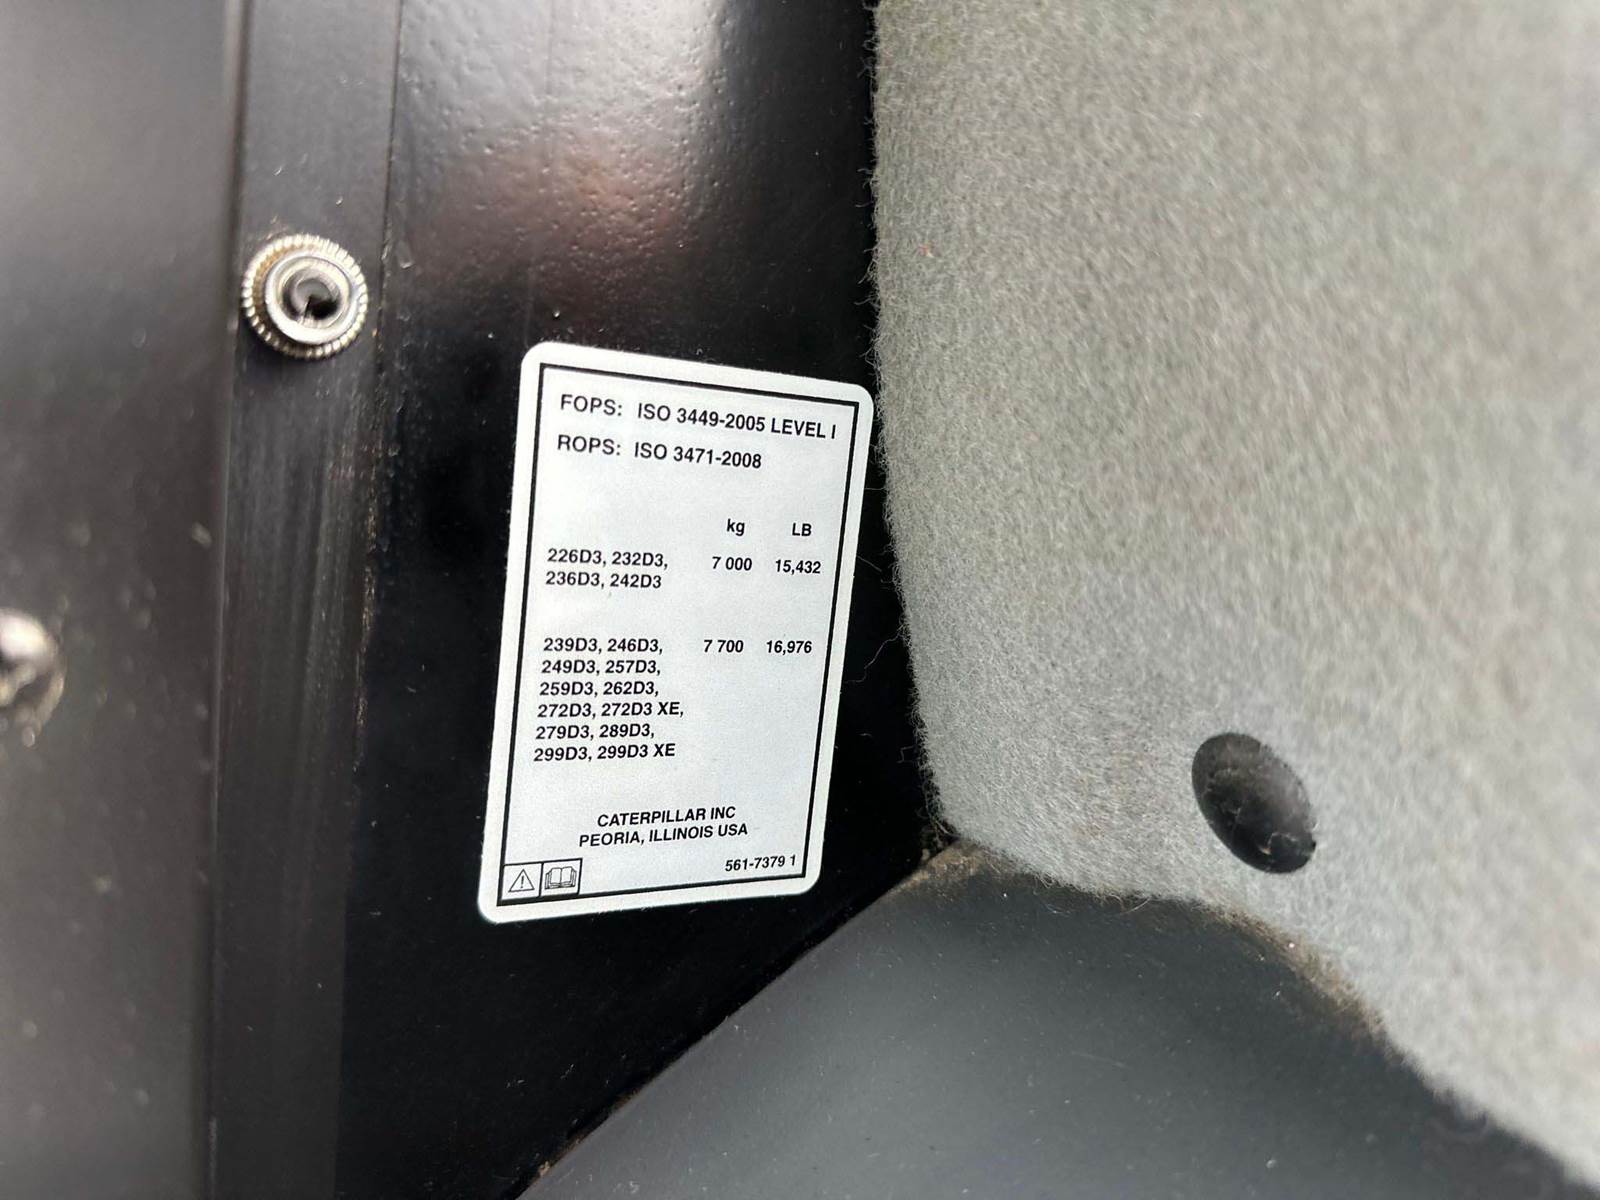 FOPS: ISO 3449-2005 LEVEL I
ROPS: ISO 3471-2008
kg LB
226D3, 232D3, 7 000 15,432
236D3, 242D3
239D3, 246D3, 7 700 16,976
249D3, 257D3,
259D3, 262D3,
272D3, 272D3 XE,
279D3, 289D3,
299D3, 299D3 XE
CATERPILLAR INC
PEORIA, ILLINOIS USA
561-7379 1